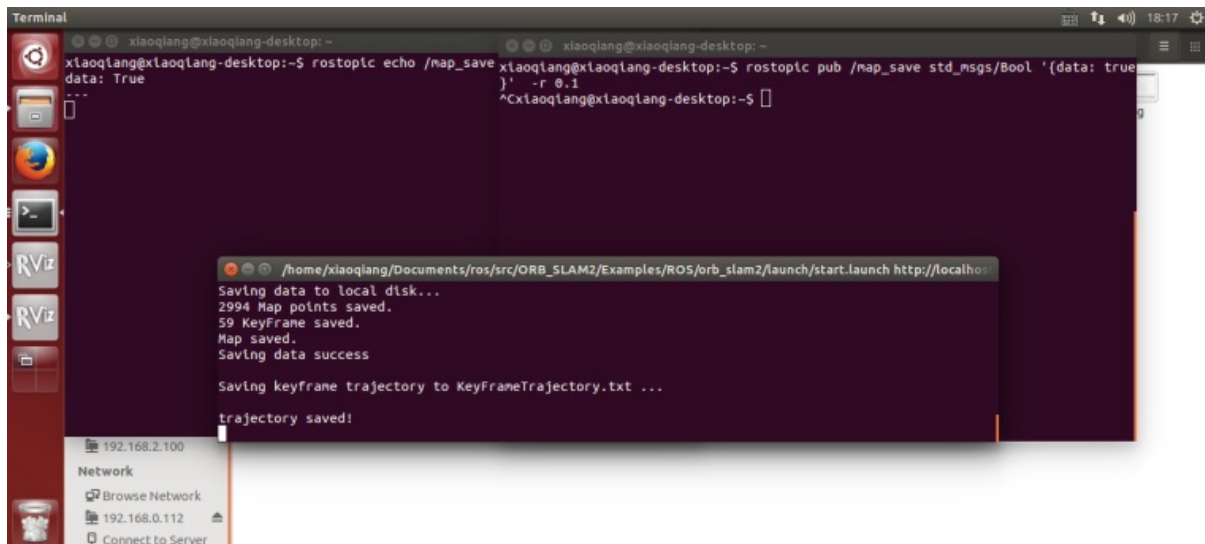 Terminal
18:17
xiaoqiang@xiaoqiang-desktop: ~
xiaoqiang@xiaoqiang-desktop:~$ rostopic echo /map_save
data: True
---
xiaoqiang@xiaoqiang-desktop: ~
xiaoqiang@xiaoqiang-desktop:~$ rostopic pub /map_save std_msgs/Bool '{data: true
}' -r 0.1
^Cxiaoqiang@xiaoqiang-desktop:~$
g
>_
RViz
RViz
/home/xiaoqiang/Documents/ros/src/ORB_SLAM2/Examples/ROS/orb_slam2/launch/start.launch http://localhos
Saving data to local disk...
2994 Map points saved.
59 KeyFrame saved.
Map saved.
Saving data success
Saving keyframe trajectory to KeyFrameTrajectory.txt ...
trajectory saved!
192.168.2.100
Network
Browse Network
192.168.0.112
Connect to Server